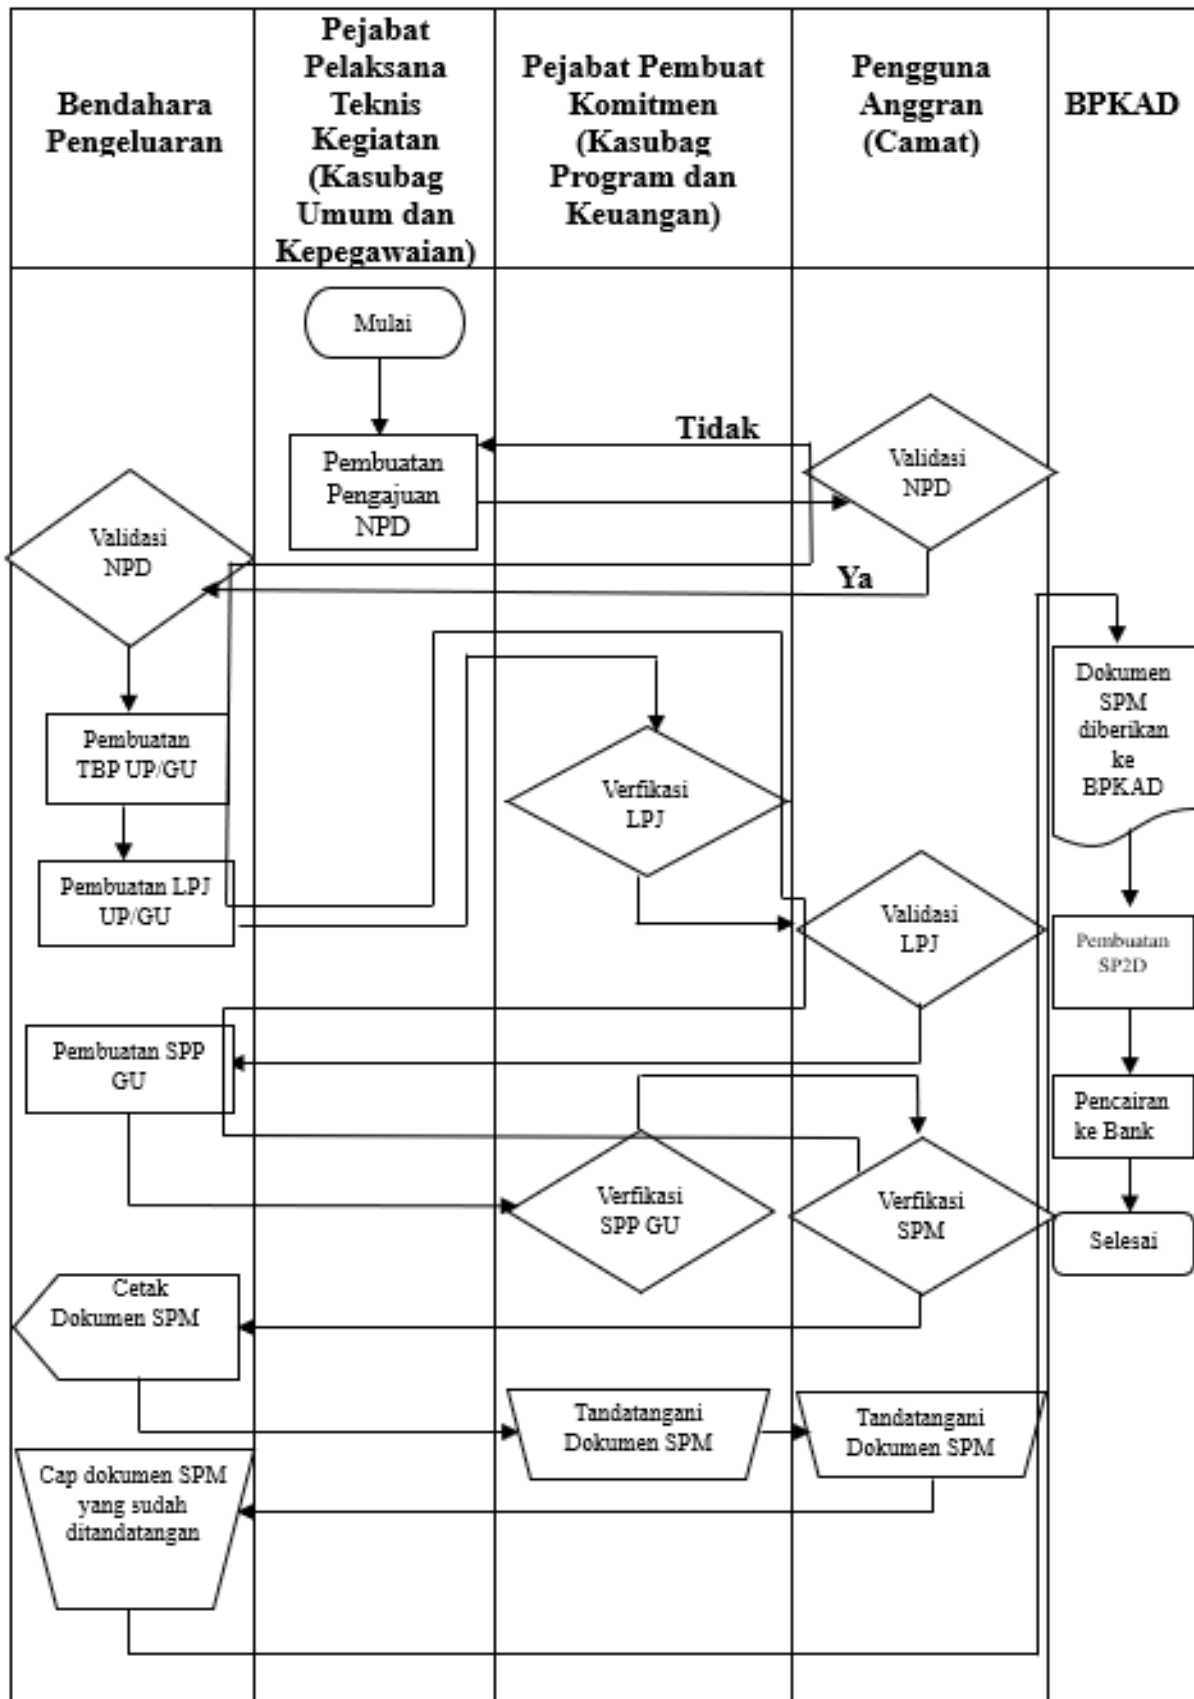 Bendahara
Pengeluaran
Pejabat
Pelaksana
Teknis
Kegiatan
(Kasubag
Umum dan
Kepegawaian)
Pejabat Pembuat
Komitmen
(Kasubag
Program dan
Keuangan)
Pengguna
Anggran
(Camat)
BPKAD
Mulai
Tidak
Pembuatan
Pengajuan
NPD
Validasi
NPD
Validasi
NPD
Ya
Pembuatan
TBP UP/GU
Verfikasi
LPJ
Dokumen
SPM
diberikan
ke
BPKAD
Pembuatan LPJ
UP/GU
Validasi
LPJ
Pembuatan
SP2D
Pembuatan SPP
GU
Pencairan
ke Bank
Verfikasi
SPP GU
Verfikasi
SPM
Selesai
Cetak
Dokumen SPM
Tandatangani
Dokumen SPM
Tandatangani
Dokumen SPM
Cap dokumen SPM
yang sudah
ditandatangan